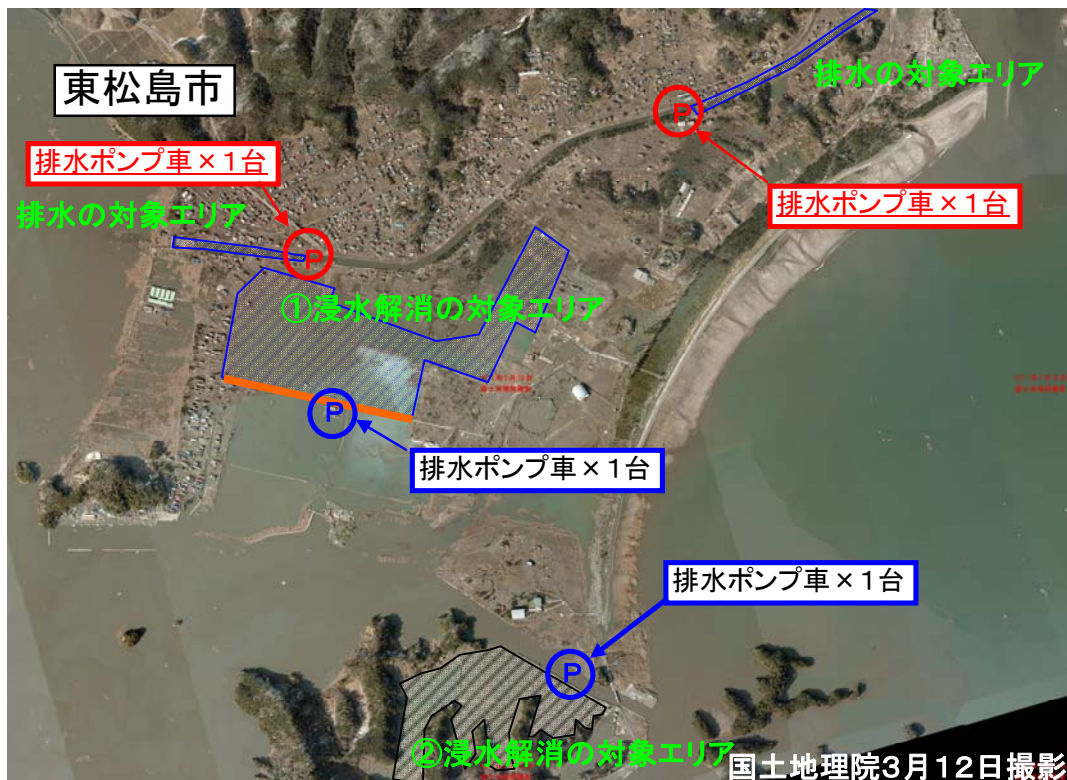 東松島市
排水の対象エリア
P
排水ポンプ車×1台
排水ポンプ車×1台
排水の対象エリア
P
①浸水解消の対象エリア
P
排水ポンプ車×1台
排水ポンプ車×1台
P
②浸水解消の対象エリア
国土地理院3月12日撮影